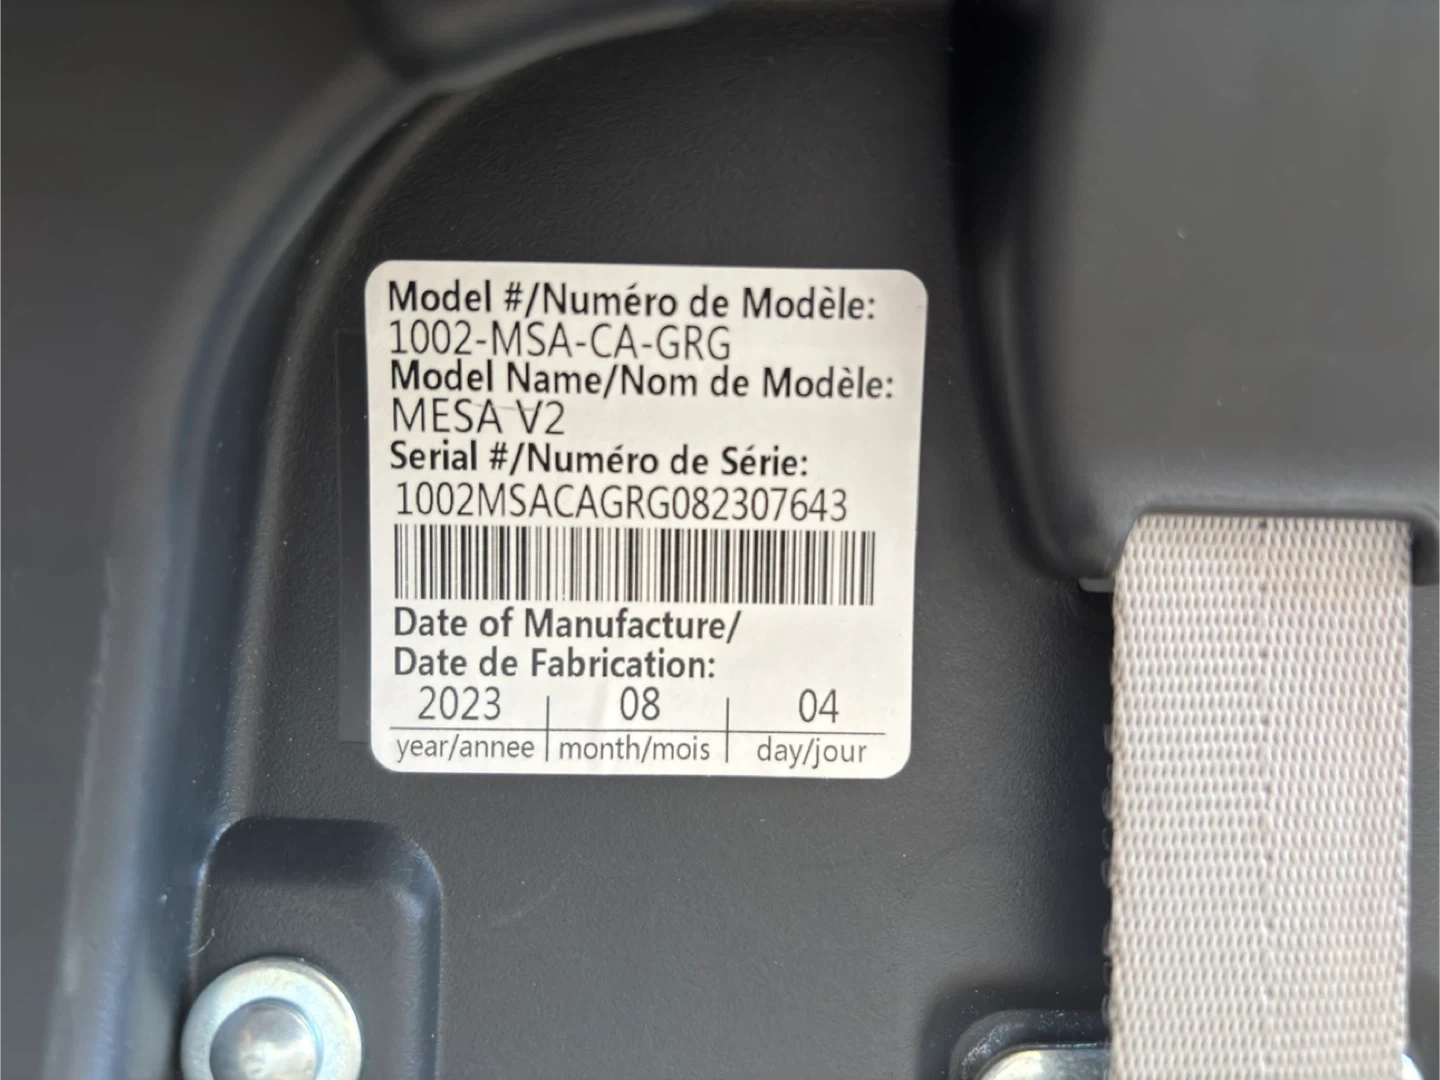 Model #/Numéro de Modèle:
1002-MSA-CA-GRG
Model Name/Nom de Modèle:
MESA V2
Serial #/Numéro de Série:
1002MSACAGRG082307643
Date of Manufacture/
Date de Fabrication:
2023 08 04
year/annee month/mois day/jour